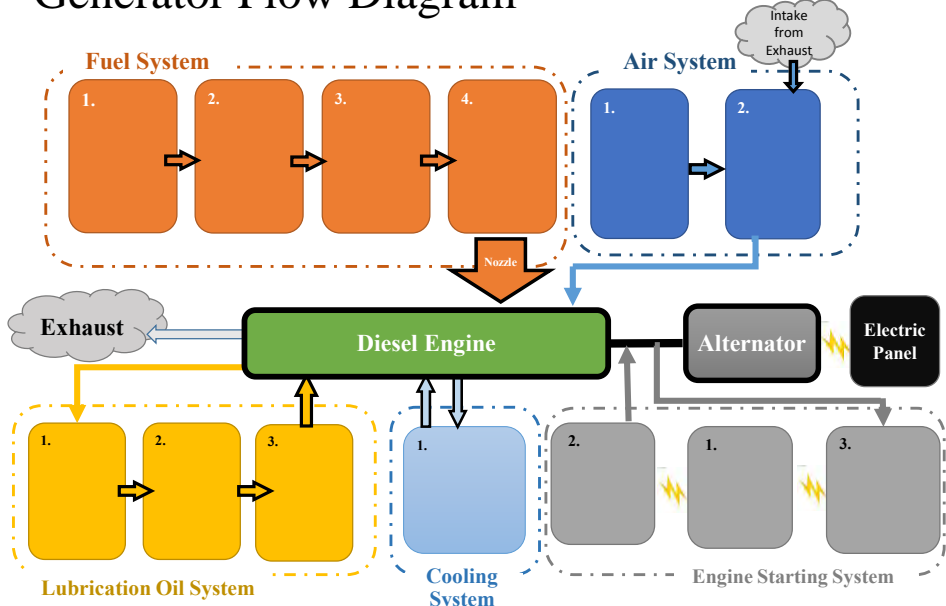 Generator Flow Diagram
Intake
from
Exhaust
Fuel System
Air System
1.
2.
3.
4.
1.
2.
Nozzle
Exhaust
Diesel Engine
Alternator
Electric
Panel
1.
2.
3.
1.
2.
1.
3.
Lubrication Oil System
Cooling
System
Engine Starting System